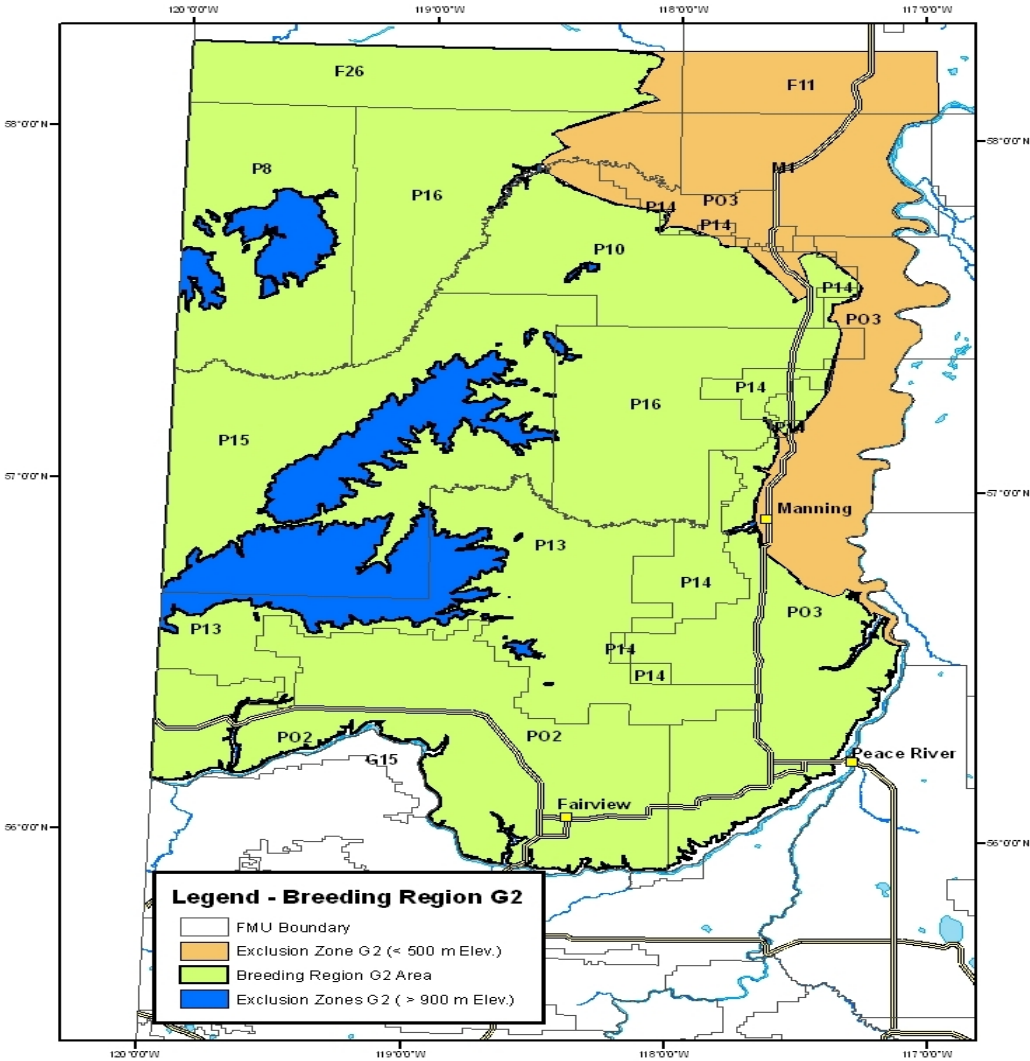 120°0'0"W
119°0'0"W
118°0'0"W
117°0'0"W
F26
F11
58°0'0"N
58°0'0"N
P8
M1
P16
PO3
P14
P14
P10
P14
PO3
P14
P16
P14
P15
57°0'0"N
57°0'0"N
Manning
P13
P14
PO3
P13
P14
P14
PO2
PO2
Peace River
G15
Fairview
56°0'0"N
56°0'0"N
Legend - Breeding Region G2
FMU Boundary
Exclusion Zone G2 (< 500 m Elev.)
Breeding Region G2 Area
Exclusion Zones G2 ( > 900 m Elev.)
120°0'0"W
119°0'0"W
118°0'0"W
117°0'0"W